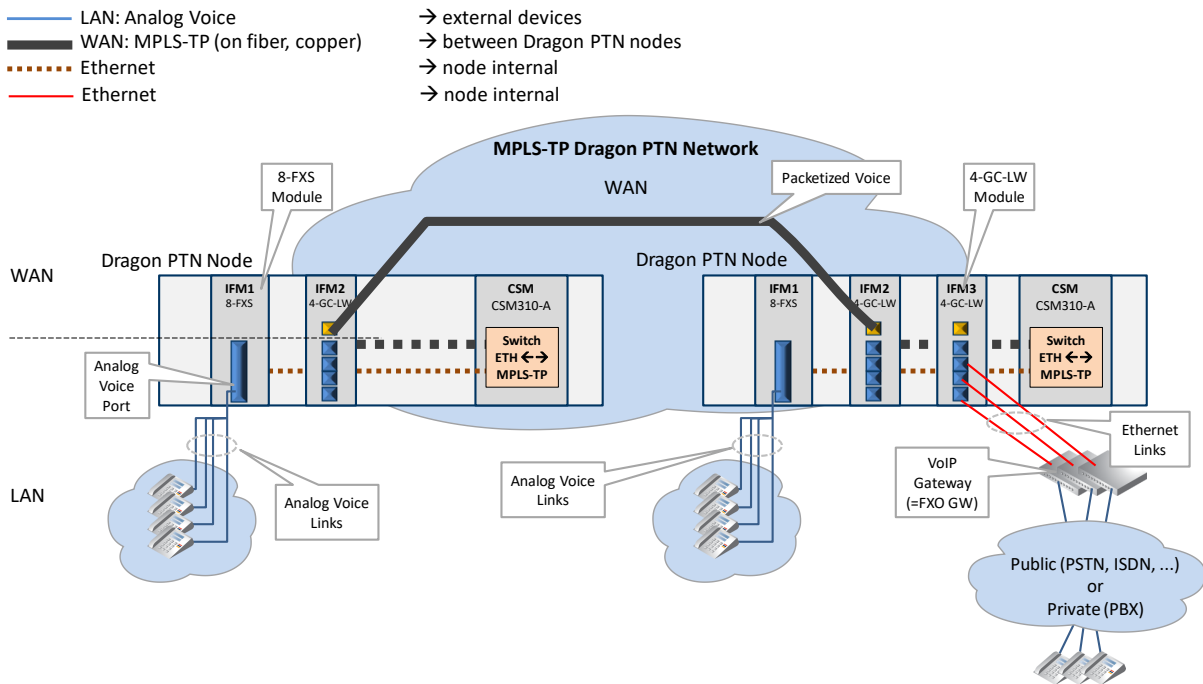 LAN: Analog Voice → external devices
WAN: MPLS-TP (on fiber, copper) → between Dragon PTN nodes
Ethernet → node internal
Ethernet → node internal
MPLS-TP Dragon PTN Network
WAN
8-FXS
Module
Packetized Voice
4-GC-LW
Module
WAN
Dragon PTN Node
Dragon PTN Node
IFM1
8-FXS
IFM2
4-GC-LW
CSM
CSM310-A
Switch
ETH
MPLS-TP
IFM1
8-FXS
IFM2
4-GC-LW
IFM3
4-GC-LW
CSM
CSM310-A
Switch
ETH
MPLS-TP
Analog
Voice
Port
LAN
Analog Voice
Links
Analog Voice
Links
VoIP
Gateway
(=FXO GW)
Ethernet
Links
Public (PSTN, ISDN, ...)
or
Private (PBX)